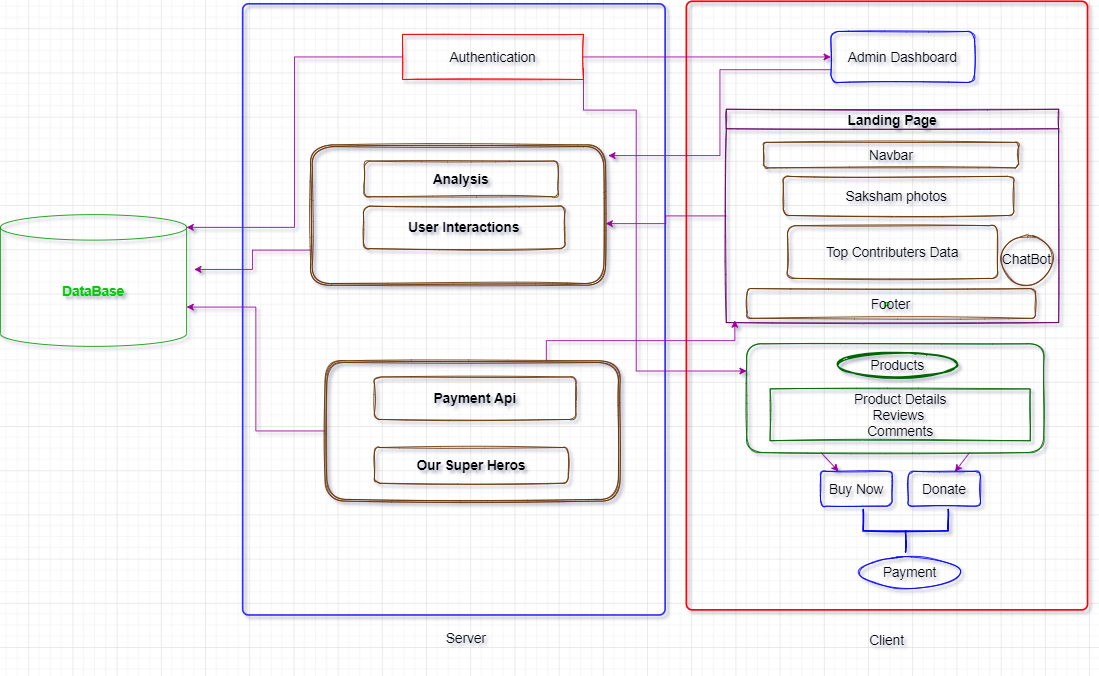 Authentication
Admin Dashboard
Landing Page
Navbar
Analysis
Saksham photos
User Interactions
Top Contributers Data
ChatBot
DataBase
Footer
Products
Payment Api
Product Details
Reviews
Comments
Our Super Heros
Buy Now
Donate
Payment
Server
Client